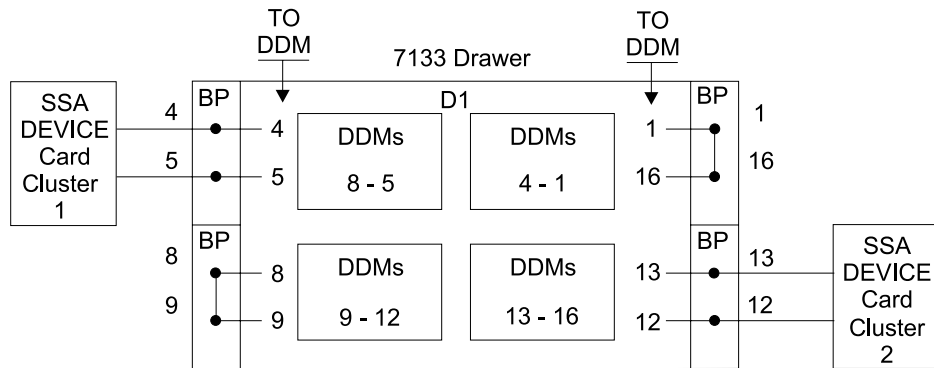 TO
DDM
TO
DDM
7133 Drawer
SSA
DEVICE
Card
Cluster
1
4
5
BP
4
5
D1
DDMs
8 - 5
DDMs
4 - 1
1
16
BP
1
16
8
9
BP
8
9
DDMs
9 - 12
DDMs
13 - 16
13
12
BP
13
12
SSA
DEVICE
Card
Cluster
2